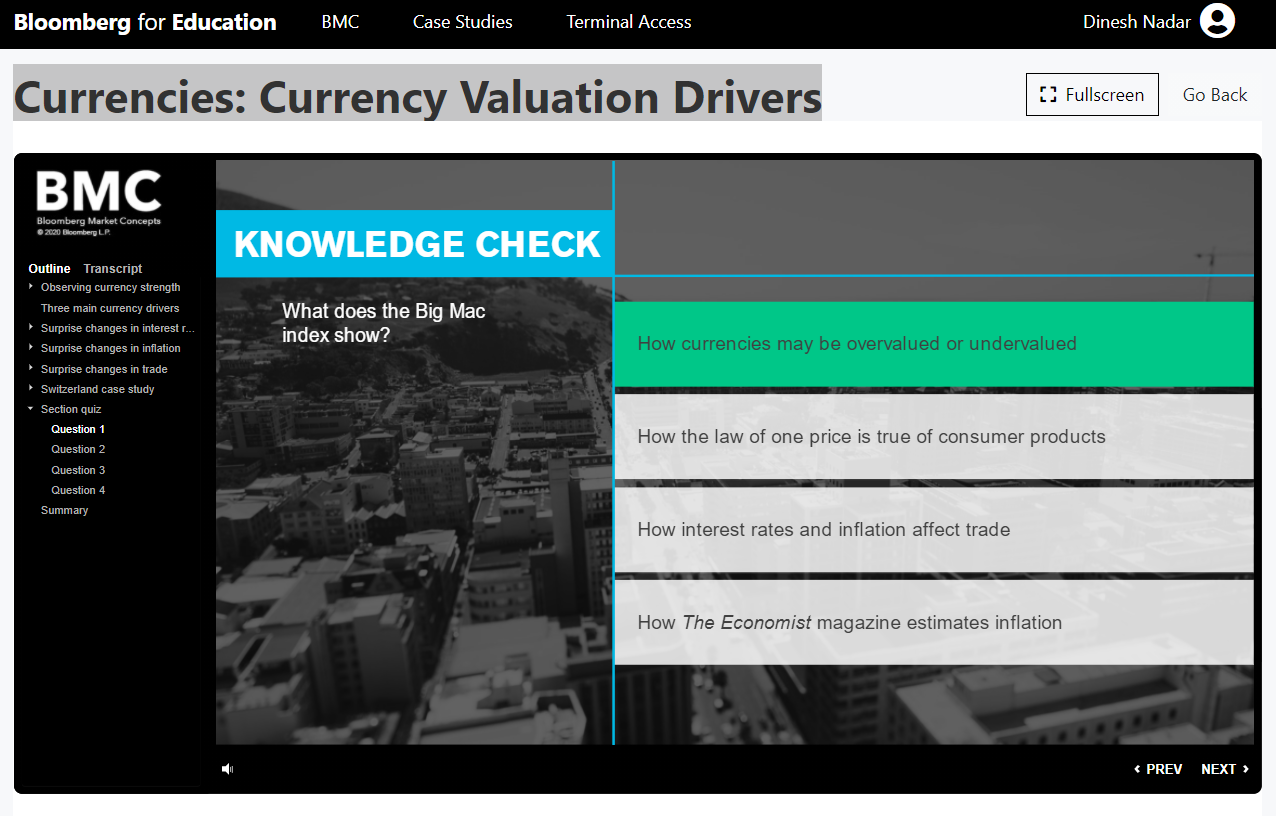 Bloomberg for Education BMC Case Studies Terminal Access Dinesh Nadar
Currencies: Currency Valuation Drivers Fullscreen Go Back
BMC
Bloomberg Market Concepts
© 2020 Bloomberg L.P.
Outline Transcript
Observing currency strength
Three main currency drivers
Surprise changes in interest r...
Surprise changes in inflation
Surprise changes in trade
Switzerland case study
Section quiz
Question 1
Question 2
Question 3
Question 4
Summary
KNOWLEDGE CHECK
What does the Big Mac
index show?
How currencies may be overvalued or undervalued
How the law of one price is true of consumer products
How interest rates and inflation affect trade
How The Economist magazine estimates inflation
PREV NEXT